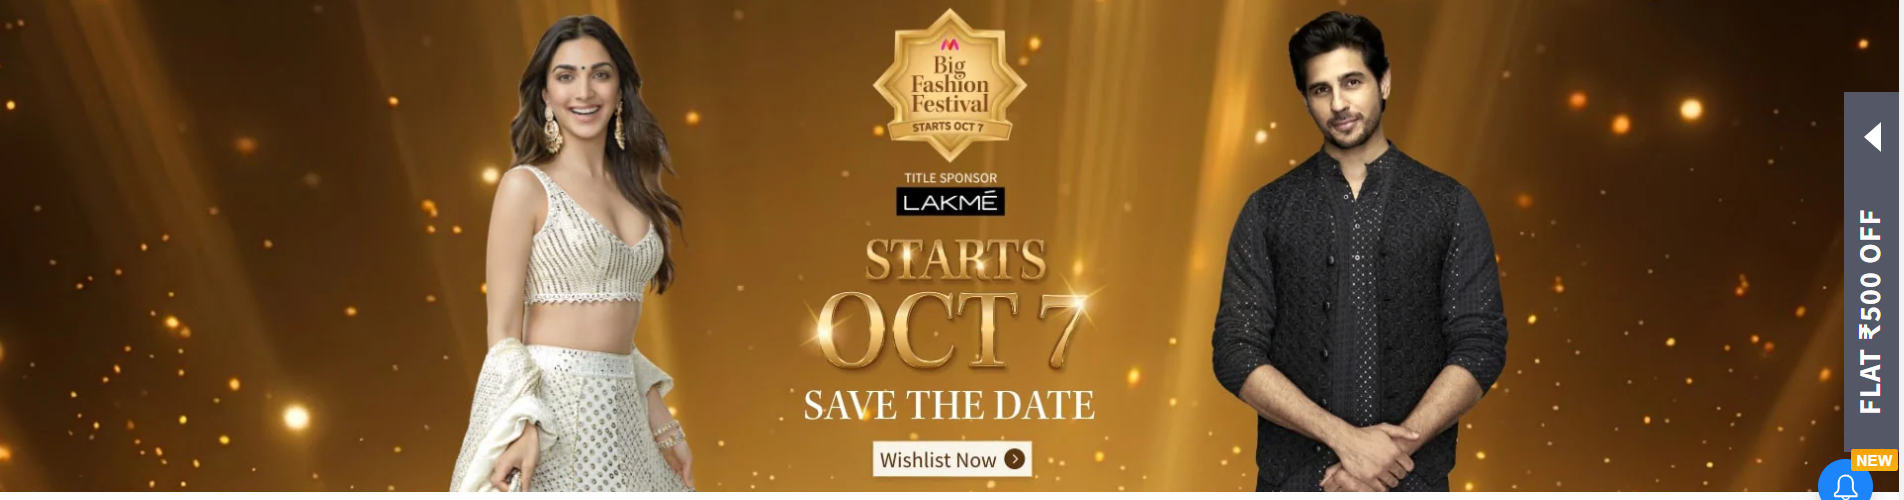 Big
Fashion
Festival
STARTS OCT 7
TITLE SPONSOR
LAKMÉ
STARTS
OCT 7
SAVE THE DATE
Wishlist Now
FLAT ₹500 OFF
NEW